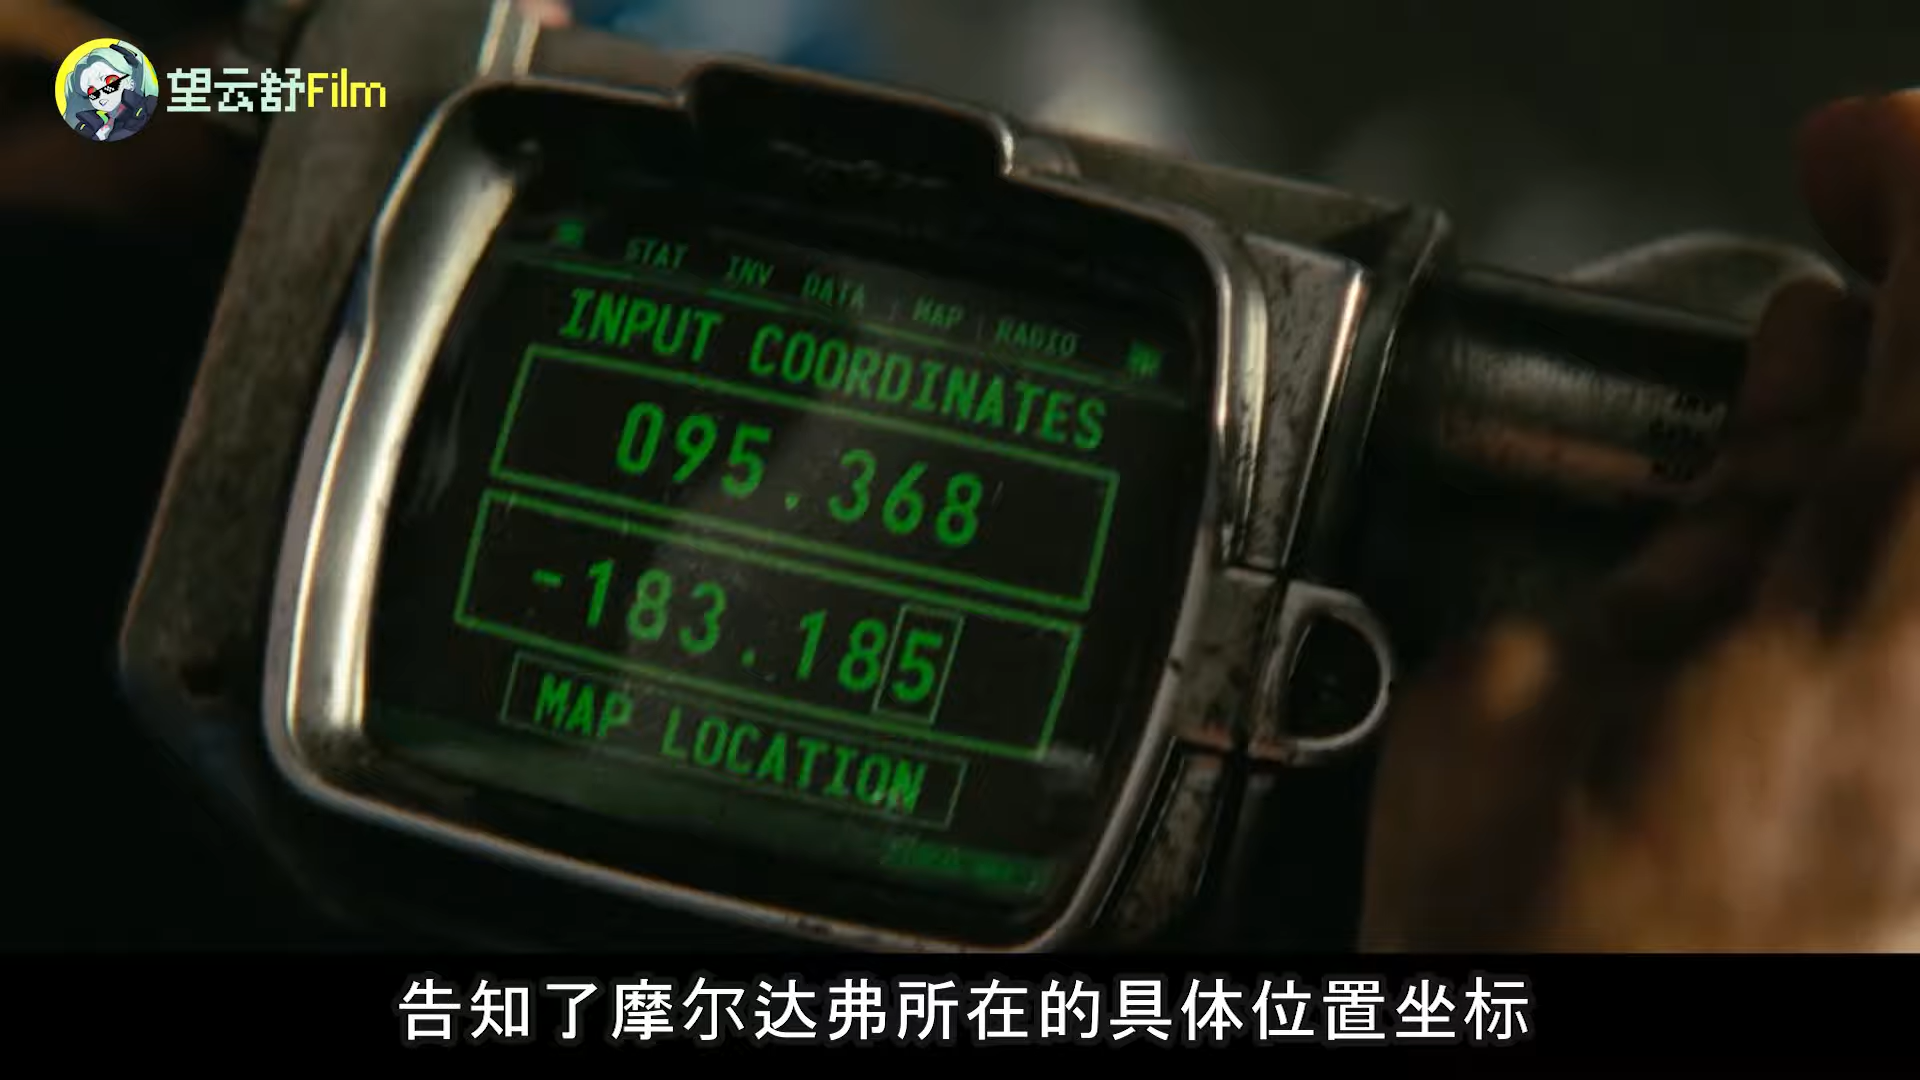 望云舒Film
STAT INV DATA MAP RADIO
INPUT COORDINATES
095.368
-183.185
MAP LOCATION
告知了摩尔达弗所在的具体位置坐标